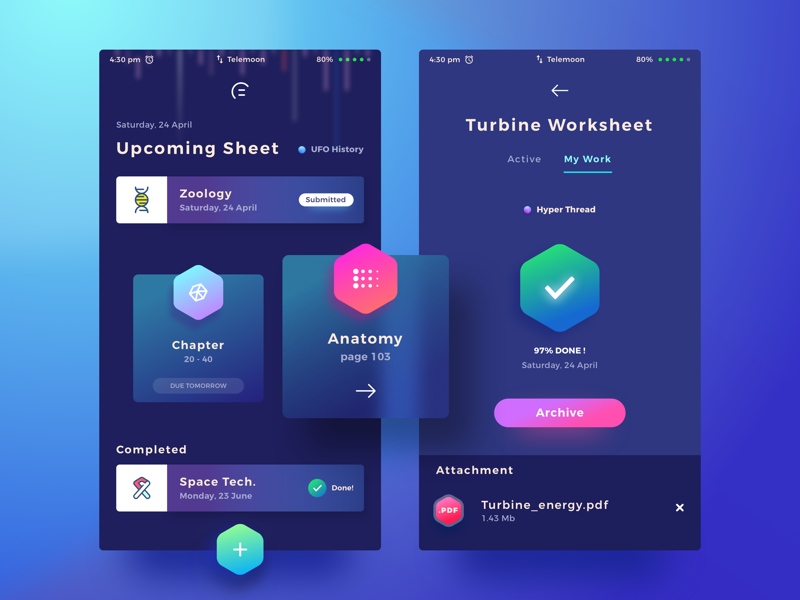 4:30 pm
Telemoon
80%
Saturday, 24 April
Upcoming Sheet
UFO History
Zoology
Saturday, 24 April
Submitted
Chapter
20 - 40
DUE TOMORROW
Anatomy
page 103
Completed
Space Tech.
Monday, 23 June
Done!
4:30 pm
Telemoon
80%
Turbine Worksheet
Active
My Work
Hyper Thread
97% DONE !
Saturday, 24 April
Archive
Attachment
.PDF
Turbine_energy.pdf
1.43 Mb